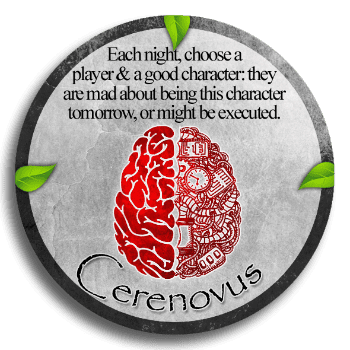 Each night, choose a
player & a good character: they
are mad about being this character
tomorrow, or might be executed.
Cerenovus